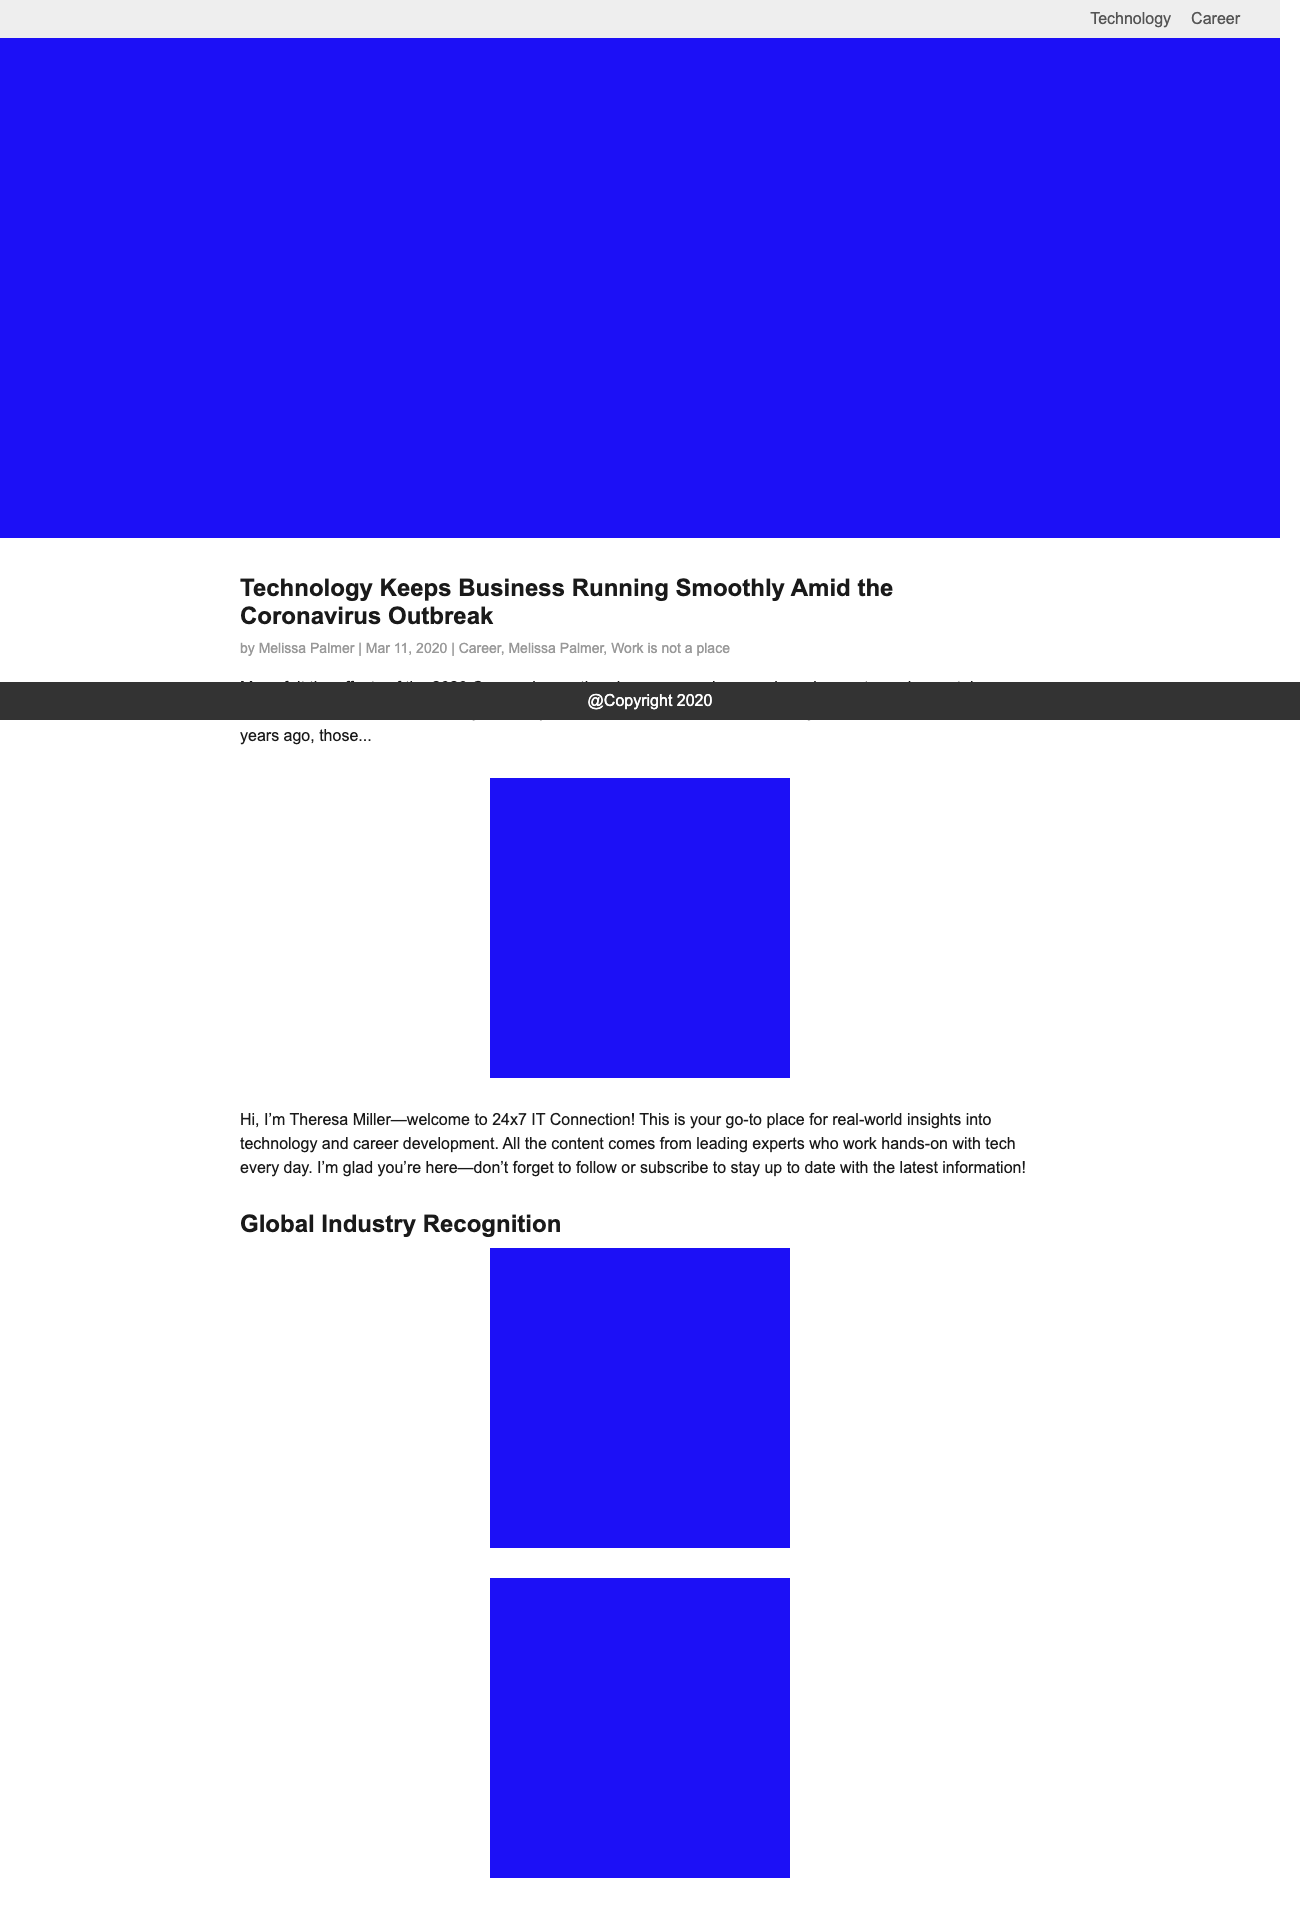 Technology Career
Technology Keeps Business Running Smoothly Amid the
Coronavirus Outbreak
by Melissa Palmer | Mar 11, 2020 | Career, Melissa Palmer, Work is not a place
@Copyright 2020
years ago, those...
Hi, I’m Theresa Miller—welcome to 24x7 IT Connection! This is your go-to place for real-world insights into
technology and career development. All the content comes from leading experts who work hands-on with tech
every day. I’m glad you’re here—don’t forget to follow or subscribe to stay up to date with the latest information!
Global Industry Recognition